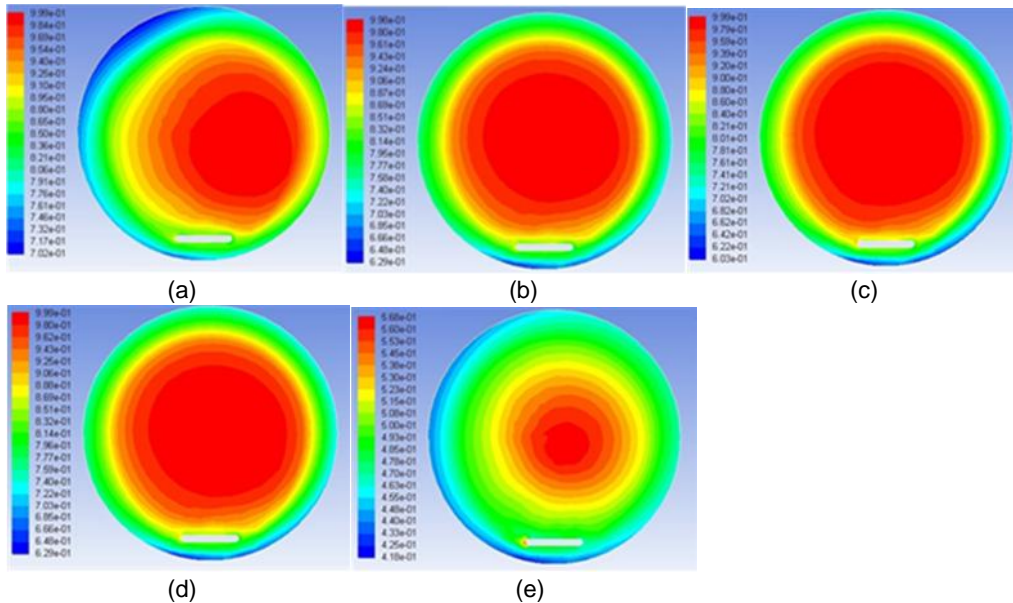 9.99e-01
9.84e-01
9.69e-01
9.54e-01
9.40e-01
9.25e-01
9.10e-01
8.95e-01
8.80e-01
8.65e-01
8.50e-01
8.36e-01
8.21e-01
8.06e-01
7.91e-01
7.76e-01
7.61e-01
7.46e-01
7.32e-01
7.17e-01
7.02e-01
(a)
9.98e-01
9.80e-01
9.61e-01
9.43e-01
9.24e-01
9.06e-01
8.87e-01
8.69e-01
8.51e-01
8.32e-01
8.14e-01
7.95e-01
7.77e-01
7.58e-01
7.40e-01
7.22e-01
7.03e-01
6.85e-01
6.66e-01
6.48e-01
6.29e-01
(b)
9.99e-01
9.79e-01
9.59e-01
9.39e-01
9.20e-01
9.00e-01
8.80e-01
8.60e-01
8.40e-01
8.21e-01
8.01e-01
7.81e-01
7.61e-01
7.41e-01
7.21e-01
7.02e-01
6.82e-01
6.62e-01
6.42e-01
6.22e-01
6.03e-01
(c)
9.99e-01
9.80e-01
9.62e-01
9.43e-01
9.25e-01
9.06e-01
8.88e-01
8.69e-01
8.51e-01
8.32e-01
8.14e-01
7.96e-01
7.77e-01
7.59e-01
7.40e-01
7.22e-01
7.03e-01
6.85e-01
6.66e-01
6.48e-01
6.29e-01
(d)
5.68e-01
5.60e-01
5.53e-01
5.45e-01
5.38e-01
5.30e-01
5.23e-01
5.15e-01
5.08e-01
5.00e-01
4.93e-01
4.85e-01
4.78e-01
4.70e-01
4.63e-01
4.55e-01
4.48e-01
4.40e-01
4.33e-01
4.25e-01
4.18e-01
(e)